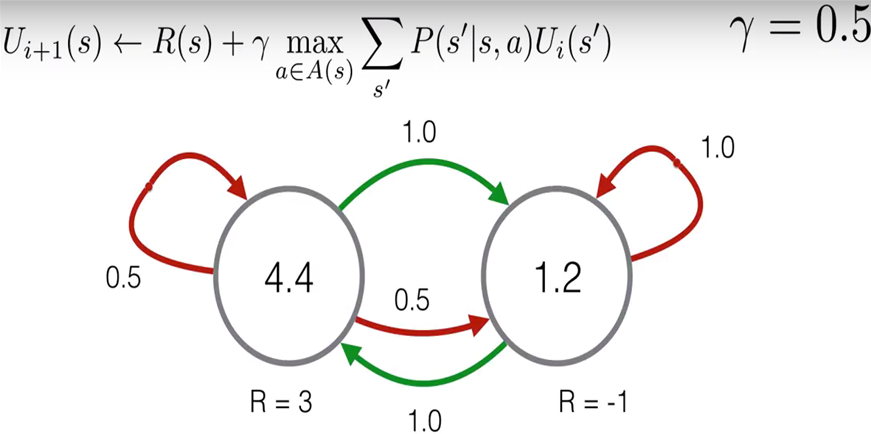 U_{i+1}(s) ← R(s) + γ max_{a∈A(s)} ∑_{s'} P(s'|s, a)U_i(s')
γ = 0.5
1.0
1.0
0.5
4.4
0.5
1.2
R = 3
1.0
R = -1